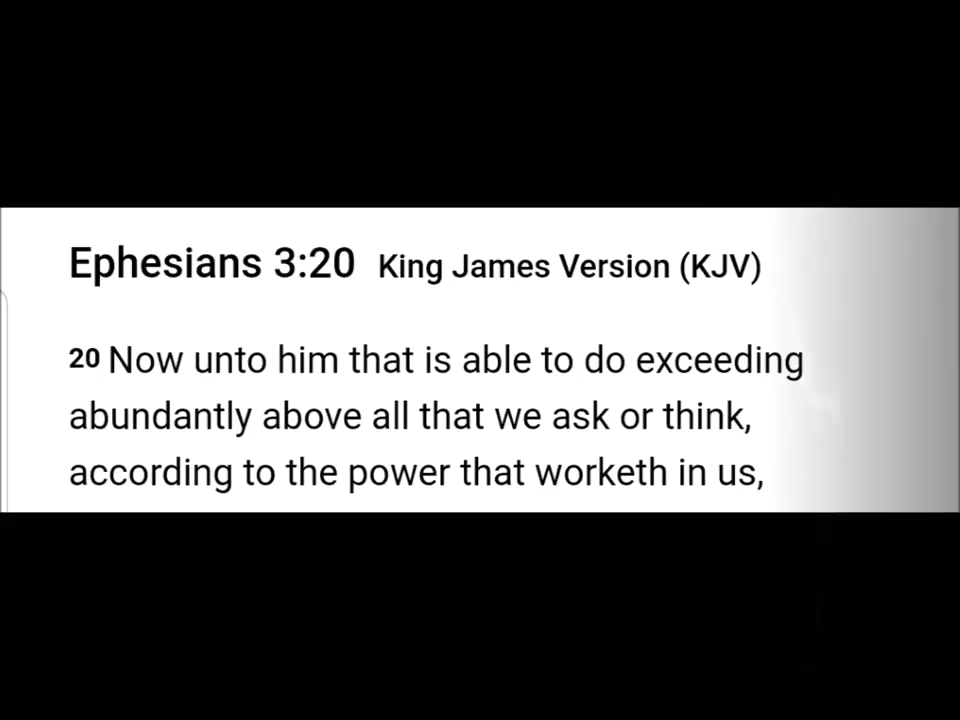 Ephesians 3:20 King James Version (KJV)
20 Now unto him that is able to do exceeding
abundantly above all that we ask or think,
according to the power that worketh in us,